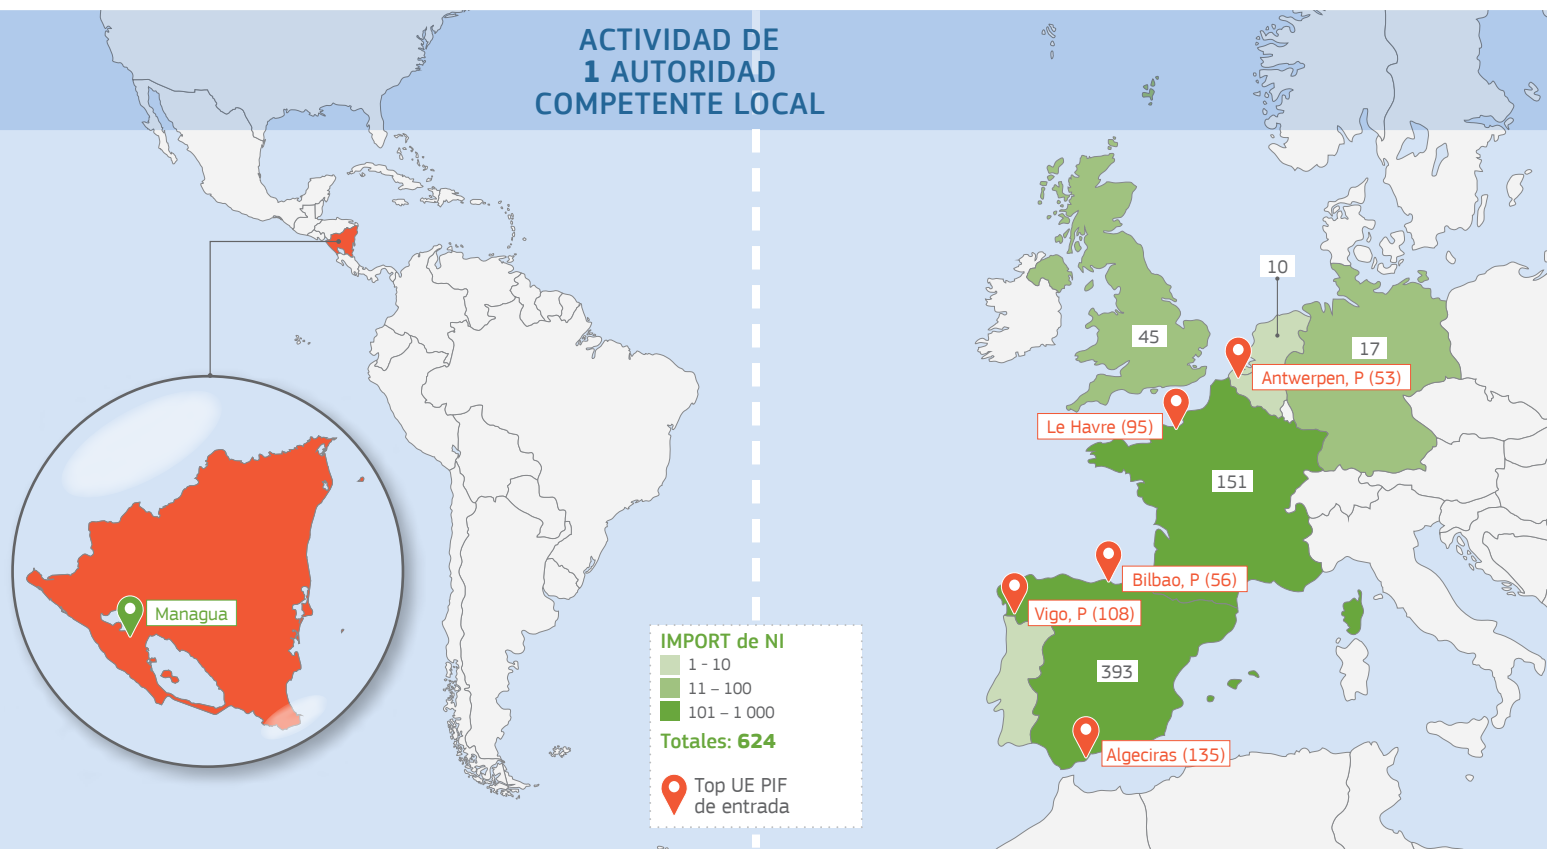 ACTIVIDAD DE
1 AUTORIDAD
COMPETENTE LOCAL
10
45
17
Antwerpen, P (53)
Le Havre (95)
151
Bilbao, P (56)
Vigo, P (108)
Managua
393
Algeciras (135)
IMPORT de NI
1 - 10
11 – 100
101 – 1 000
Totales: 624
Top UE PIF
de entrada